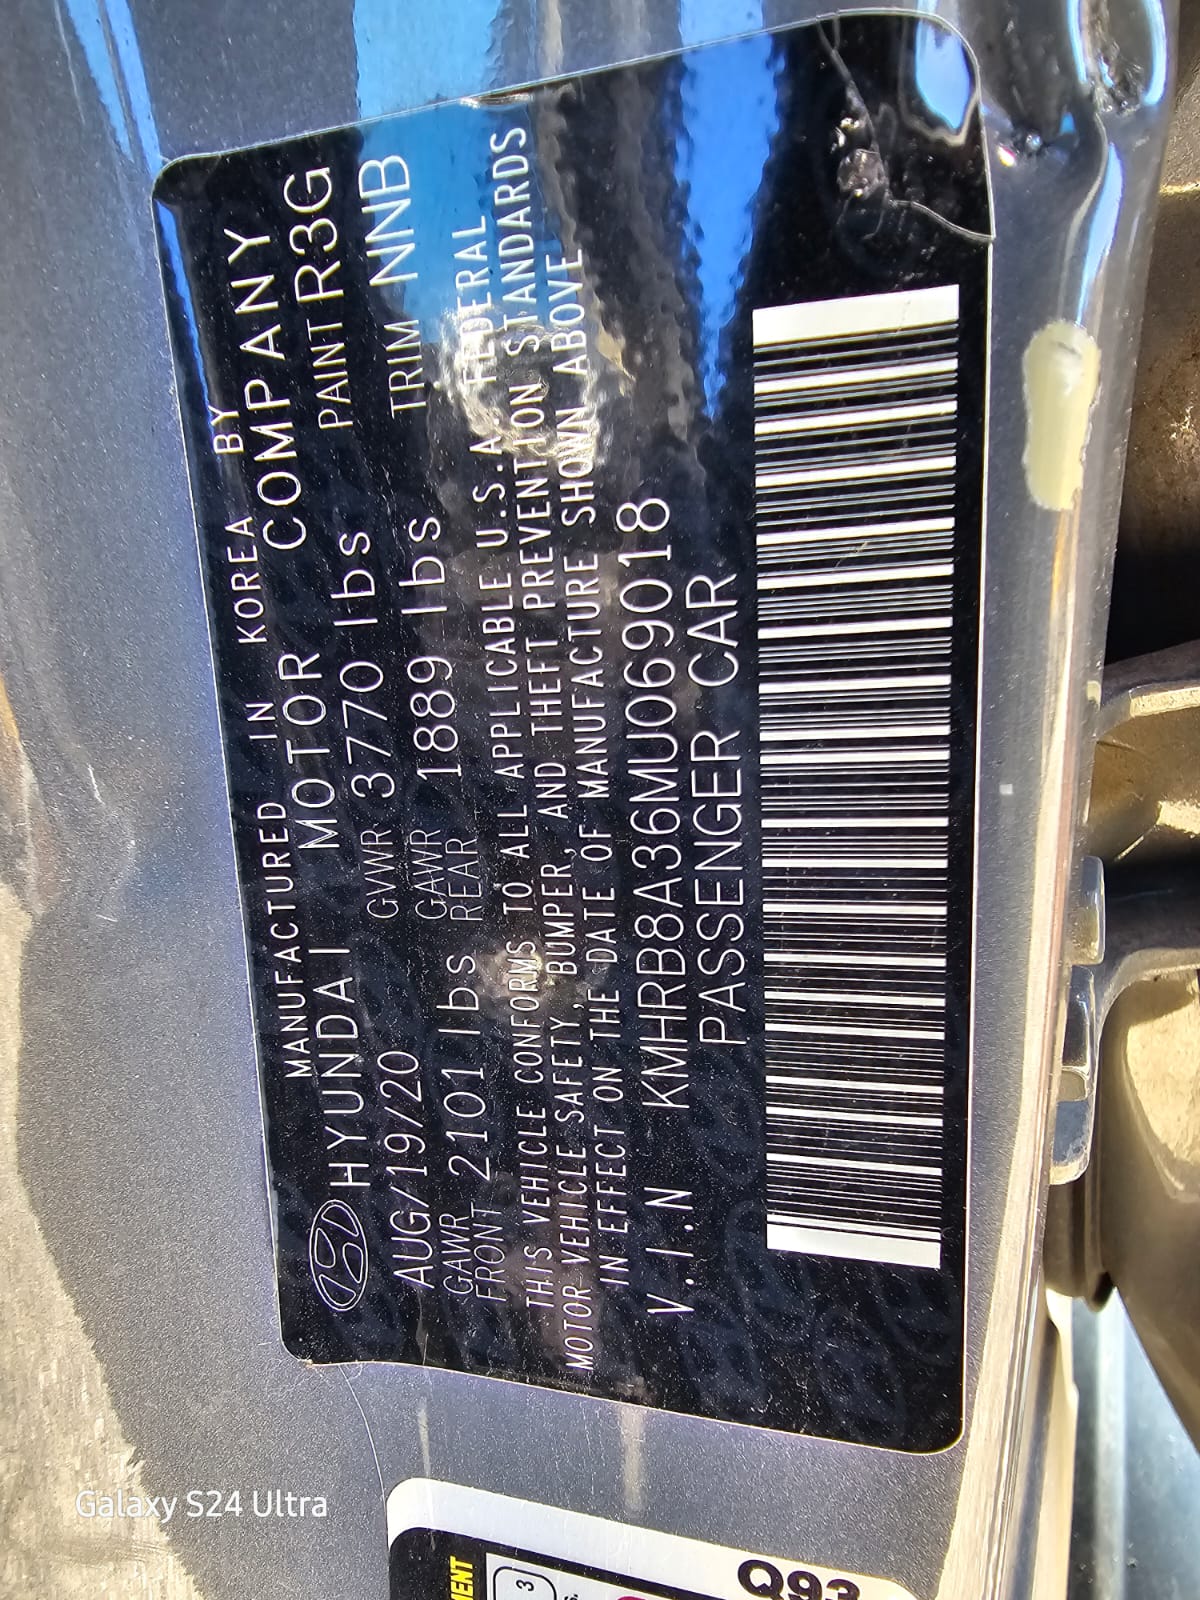 MANUFACTURED IN KOREA BY
HYUNDAI MOTOR COMPANY
AUG/19/20 GVWR 3770 lbs PAINT R3G
GAWR FRONT 2101 lbs GAWR REAR 1889 lbs TRIM NNB
THIS VEHICLE CONFORMS TO ALL APPLICABLE U.S.A FEDERAL
MOTOR VEHICLE SAFETY, BUMPER, AND THEFT PREVENTION STANDARDS
IN EFFECT ON THE DATE OF MANUFACTURE SHOWN ABOVE
V.I.N KMHRB8A36MU069018
PASSENGER CAR
Galaxy S24 Ultra
3